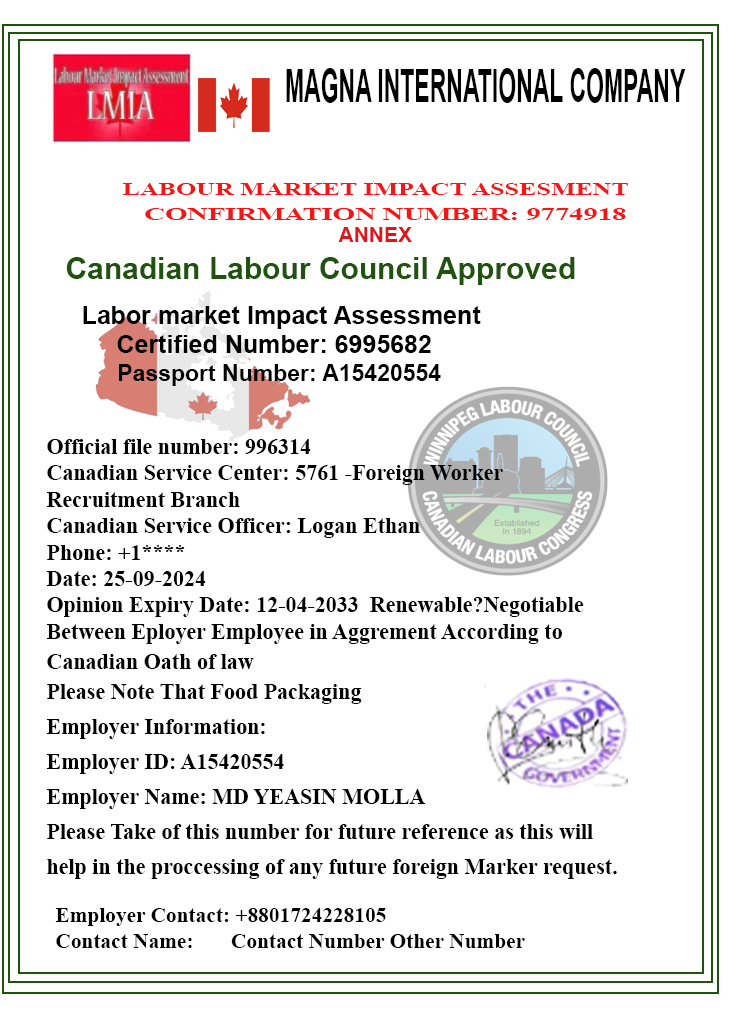 Labour Market Impact Assessment
LMIA
MAGNA INTERNATIONAL COMPANY
LABOUR MARKET IMPACT ASSESMENT
CONFIRMATION NUMBER: 9774918
ANNEX
Canadian Labour Council Approved
Labor market Impact Assessment
Certified Number: 6995682
Passport Number: A15420554
WINNIPEG LABOUR COUNCIL
Established
in 1894
CANADIAN LABOUR CONGRESS
Official file number: 996314
Canadian Service Center: 5761 -Foreign Worker
Recruitment Branch
Canadian Service Officer: Logan Ethan
Phone: +1****
Date: 25-09-2024
Opinion Expiry Date: 12-04-2033 Renewable?Negotiable
Between Eployer Employee in Aggrement According to
Canadian Oath of law
Please Note That Food Packaging
Employer Information:
Employer ID: A15420554
Employer Name: MD YEASIN MOLLA
THE
CANADA
GOVERNMENT
Please Take of this number for future reference as this will
help in the proccessing of any future foreign Marker request.
Employer Contact: +8801724228105
Contact Name: Contact Number Other Number